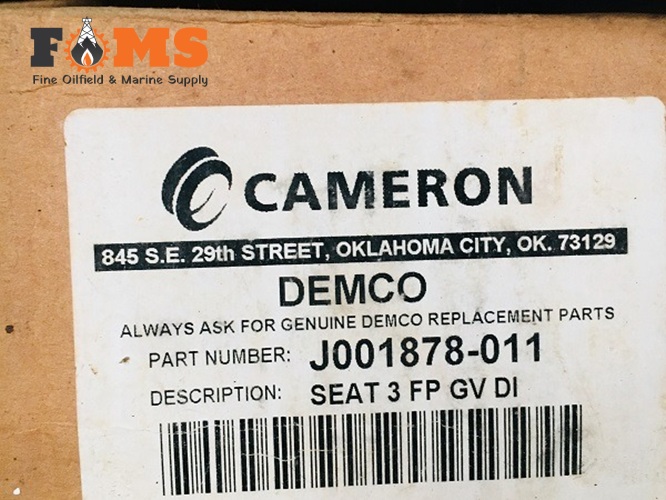 FOMS
Fine Oilfield & Marine Supply
CAMERON
845 S.E. 29th STREET, OKLAHOMA CITY, OK. 73129
DEMCO
ALWAYS ASK FOR GENUINE DEMCO REPLACEMENT PARTS
PART NUMBER: J001878-011
DESCRIPTION: SEAT 3 FP GV DI